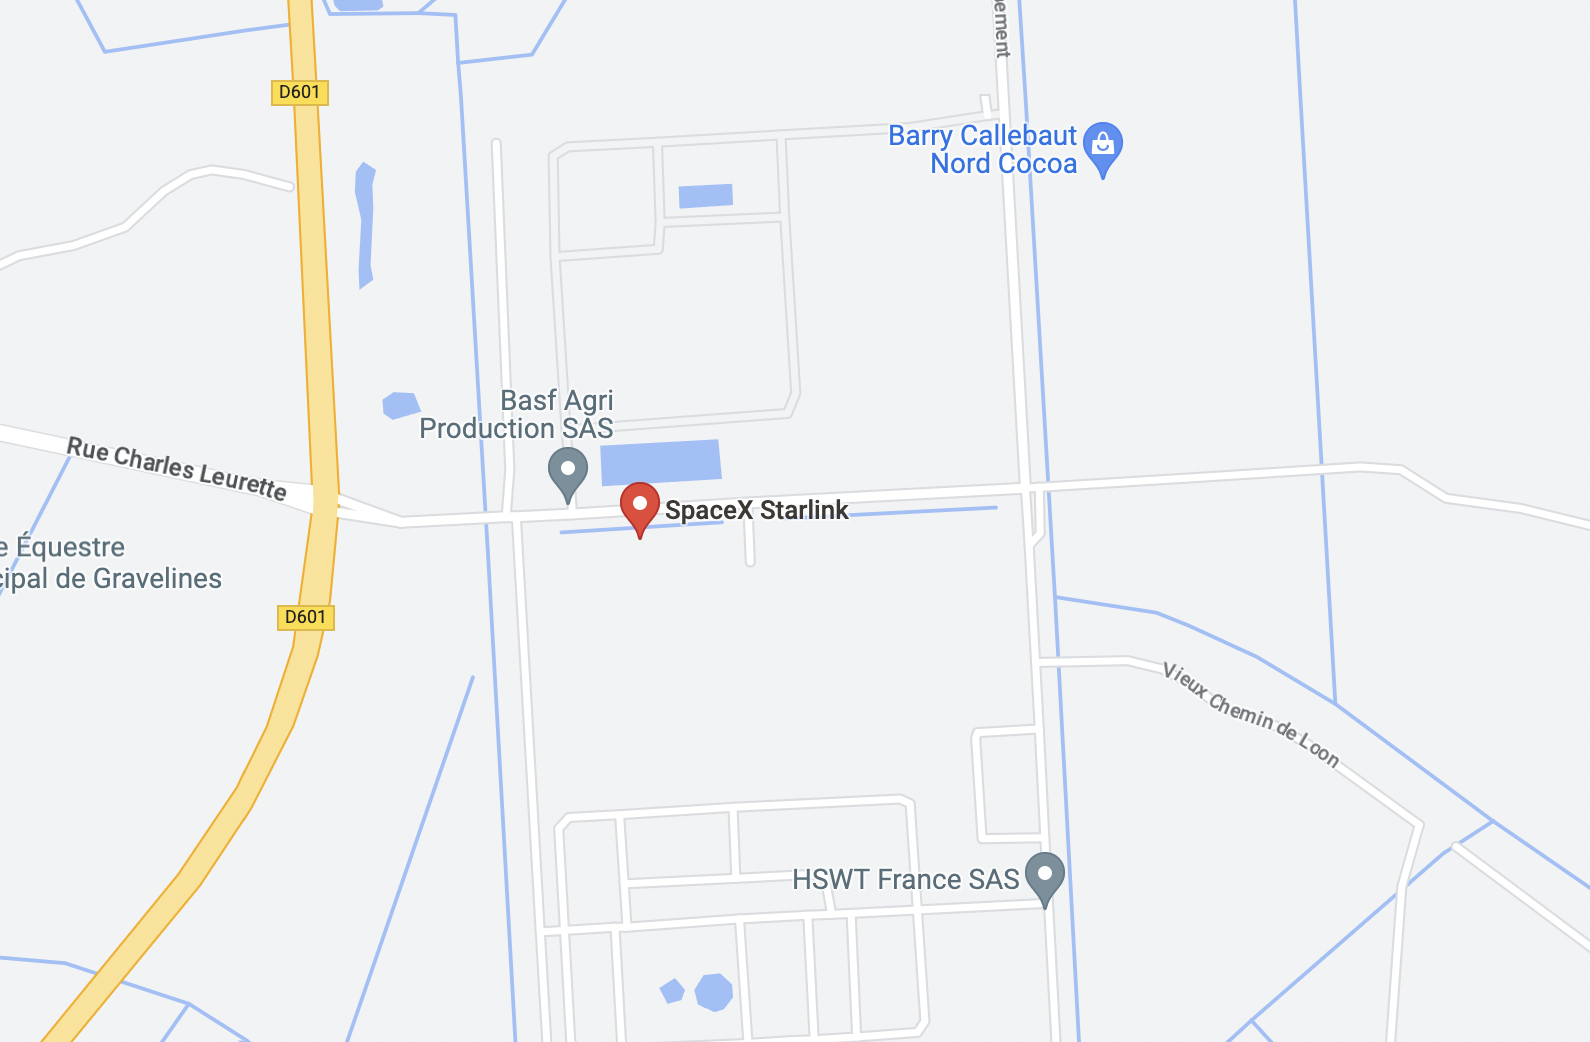 D601
Barry Callebaut
Nord Cocoa
Basf Agri
Production SAS
Rue Charles Leurette
SpaceX Starlink
e Équestre
cipal de Gravelines
D601
Vieux Chemin de Loon
HSWT France SAS